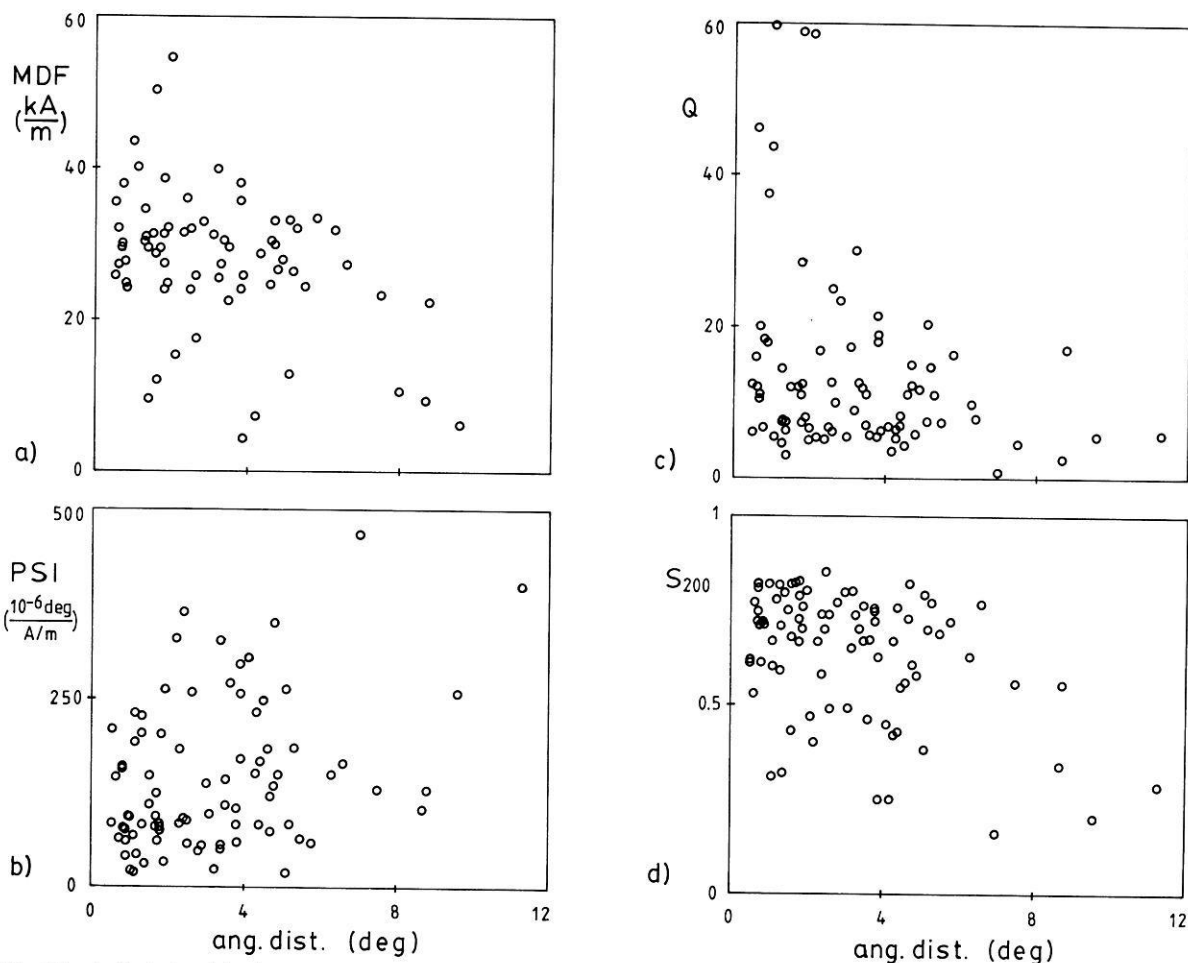 60
MDF
(kA/m)
40
20
0
a)
500
PSI
(10⁻⁶deg / A/m)
250
0
b)
0 4 8 12
ang.dist. (deg)
60
Q
40
20
0
c)
1
S₂₀₀
0.5
0
d)
0 4 8 12
ang.dist. (deg)